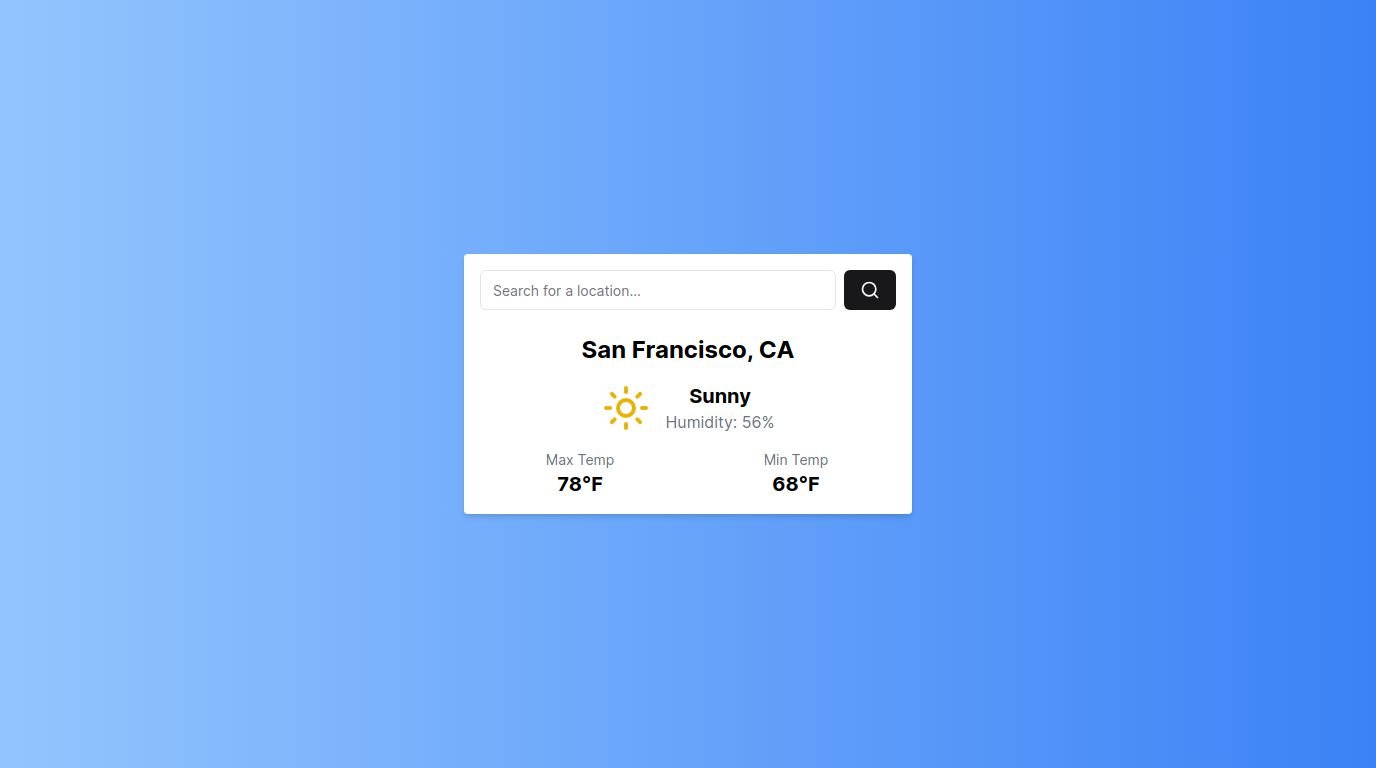 Search for a location...
San Francisco, CA
Sunny
Humidity: 56%
Max Temp
Min Temp
78°F
68°F